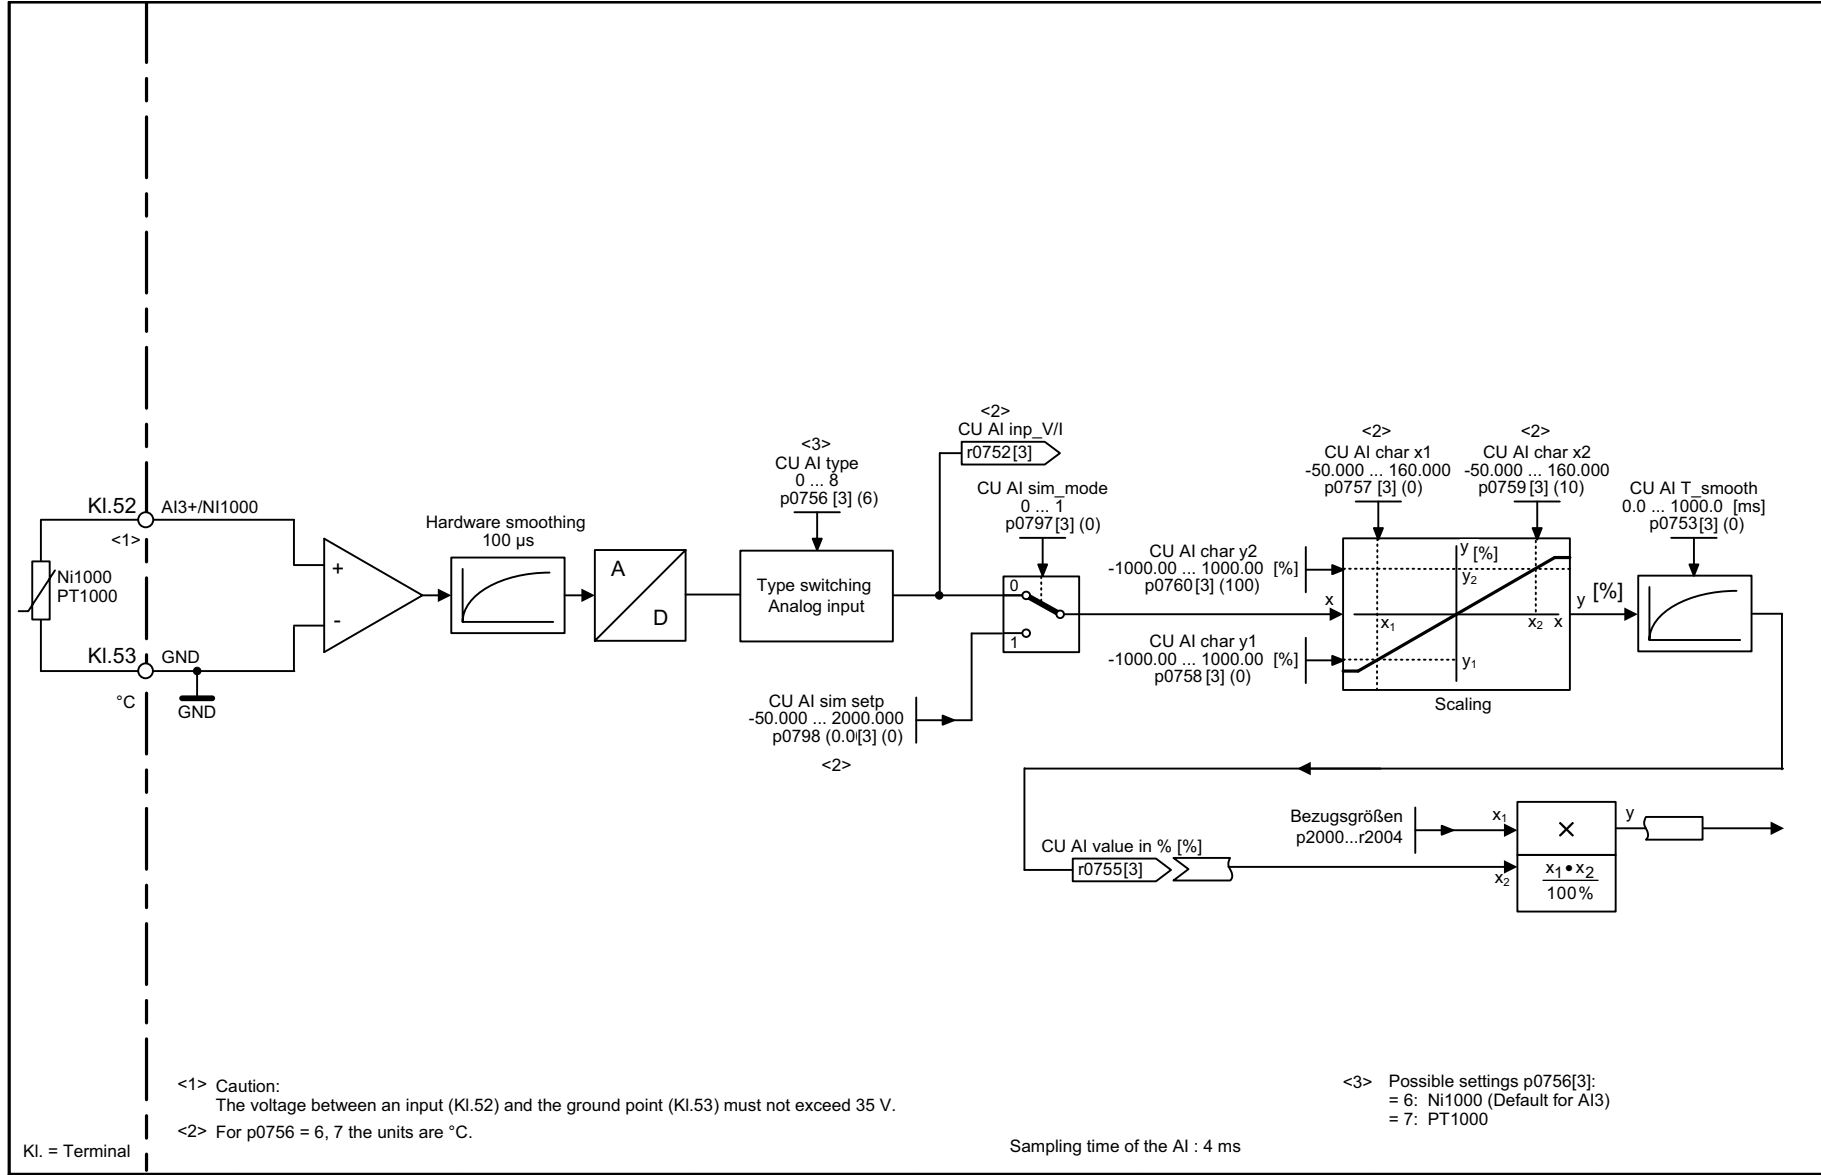 <2>
CU AI inp_V/I
r0752[3]
<3>
CU AI type
0 ... 8
p0756 [3] (6)
CU AI sim_mode
0 ... 1
p0797[3] (0)
<2>
CU AI char x1
-50.000 ... 160.000
p0757 [3] (0)
<2>
CU AI char x2
-50.000 ... 160.000
p0759 [3] (10)
CU AI T_smooth
0.0 ... 1000.0 [ms]
p0753[3] (0)
Kl.52
AI3+/NI1000
<1>
Ni1000
PT1000
Kl.53
GND
°C
GND
+
-
Hardware smoothing
100 µs
A
D
Type switching
Analog input
0
1
CU AI sim setp
-50.000 ... 2000.000
p0798 (0.0[3] (0)
<2>
CU AI char y2
-1000.00 ... 1000.00 [%]
p0760 [3] (100)
x
CU AI char y1
-1000.00 ... 1000.00 [%]
p0758 [3] (0)
y [%]
y2
x1
x2
x
y1
Scaling
y [%]
Bezugsgrößen
p2000...r2004
x1
×
y
CU AI value in % [%]
r0755[3]
x2
x1•x2
100%
<1> Caution:
The voltage between an input (Kl.52) and the ground point (Kl.53) must not exceed 35 V.
<2> For p0756 = 6, 7 the units are °C.
<3> Possible settings p0756[3]:
= 6: Ni1000 (Default for AI3)
= 7: PT1000
Kl. = Terminal
Sampling time of the AI : 4 ms